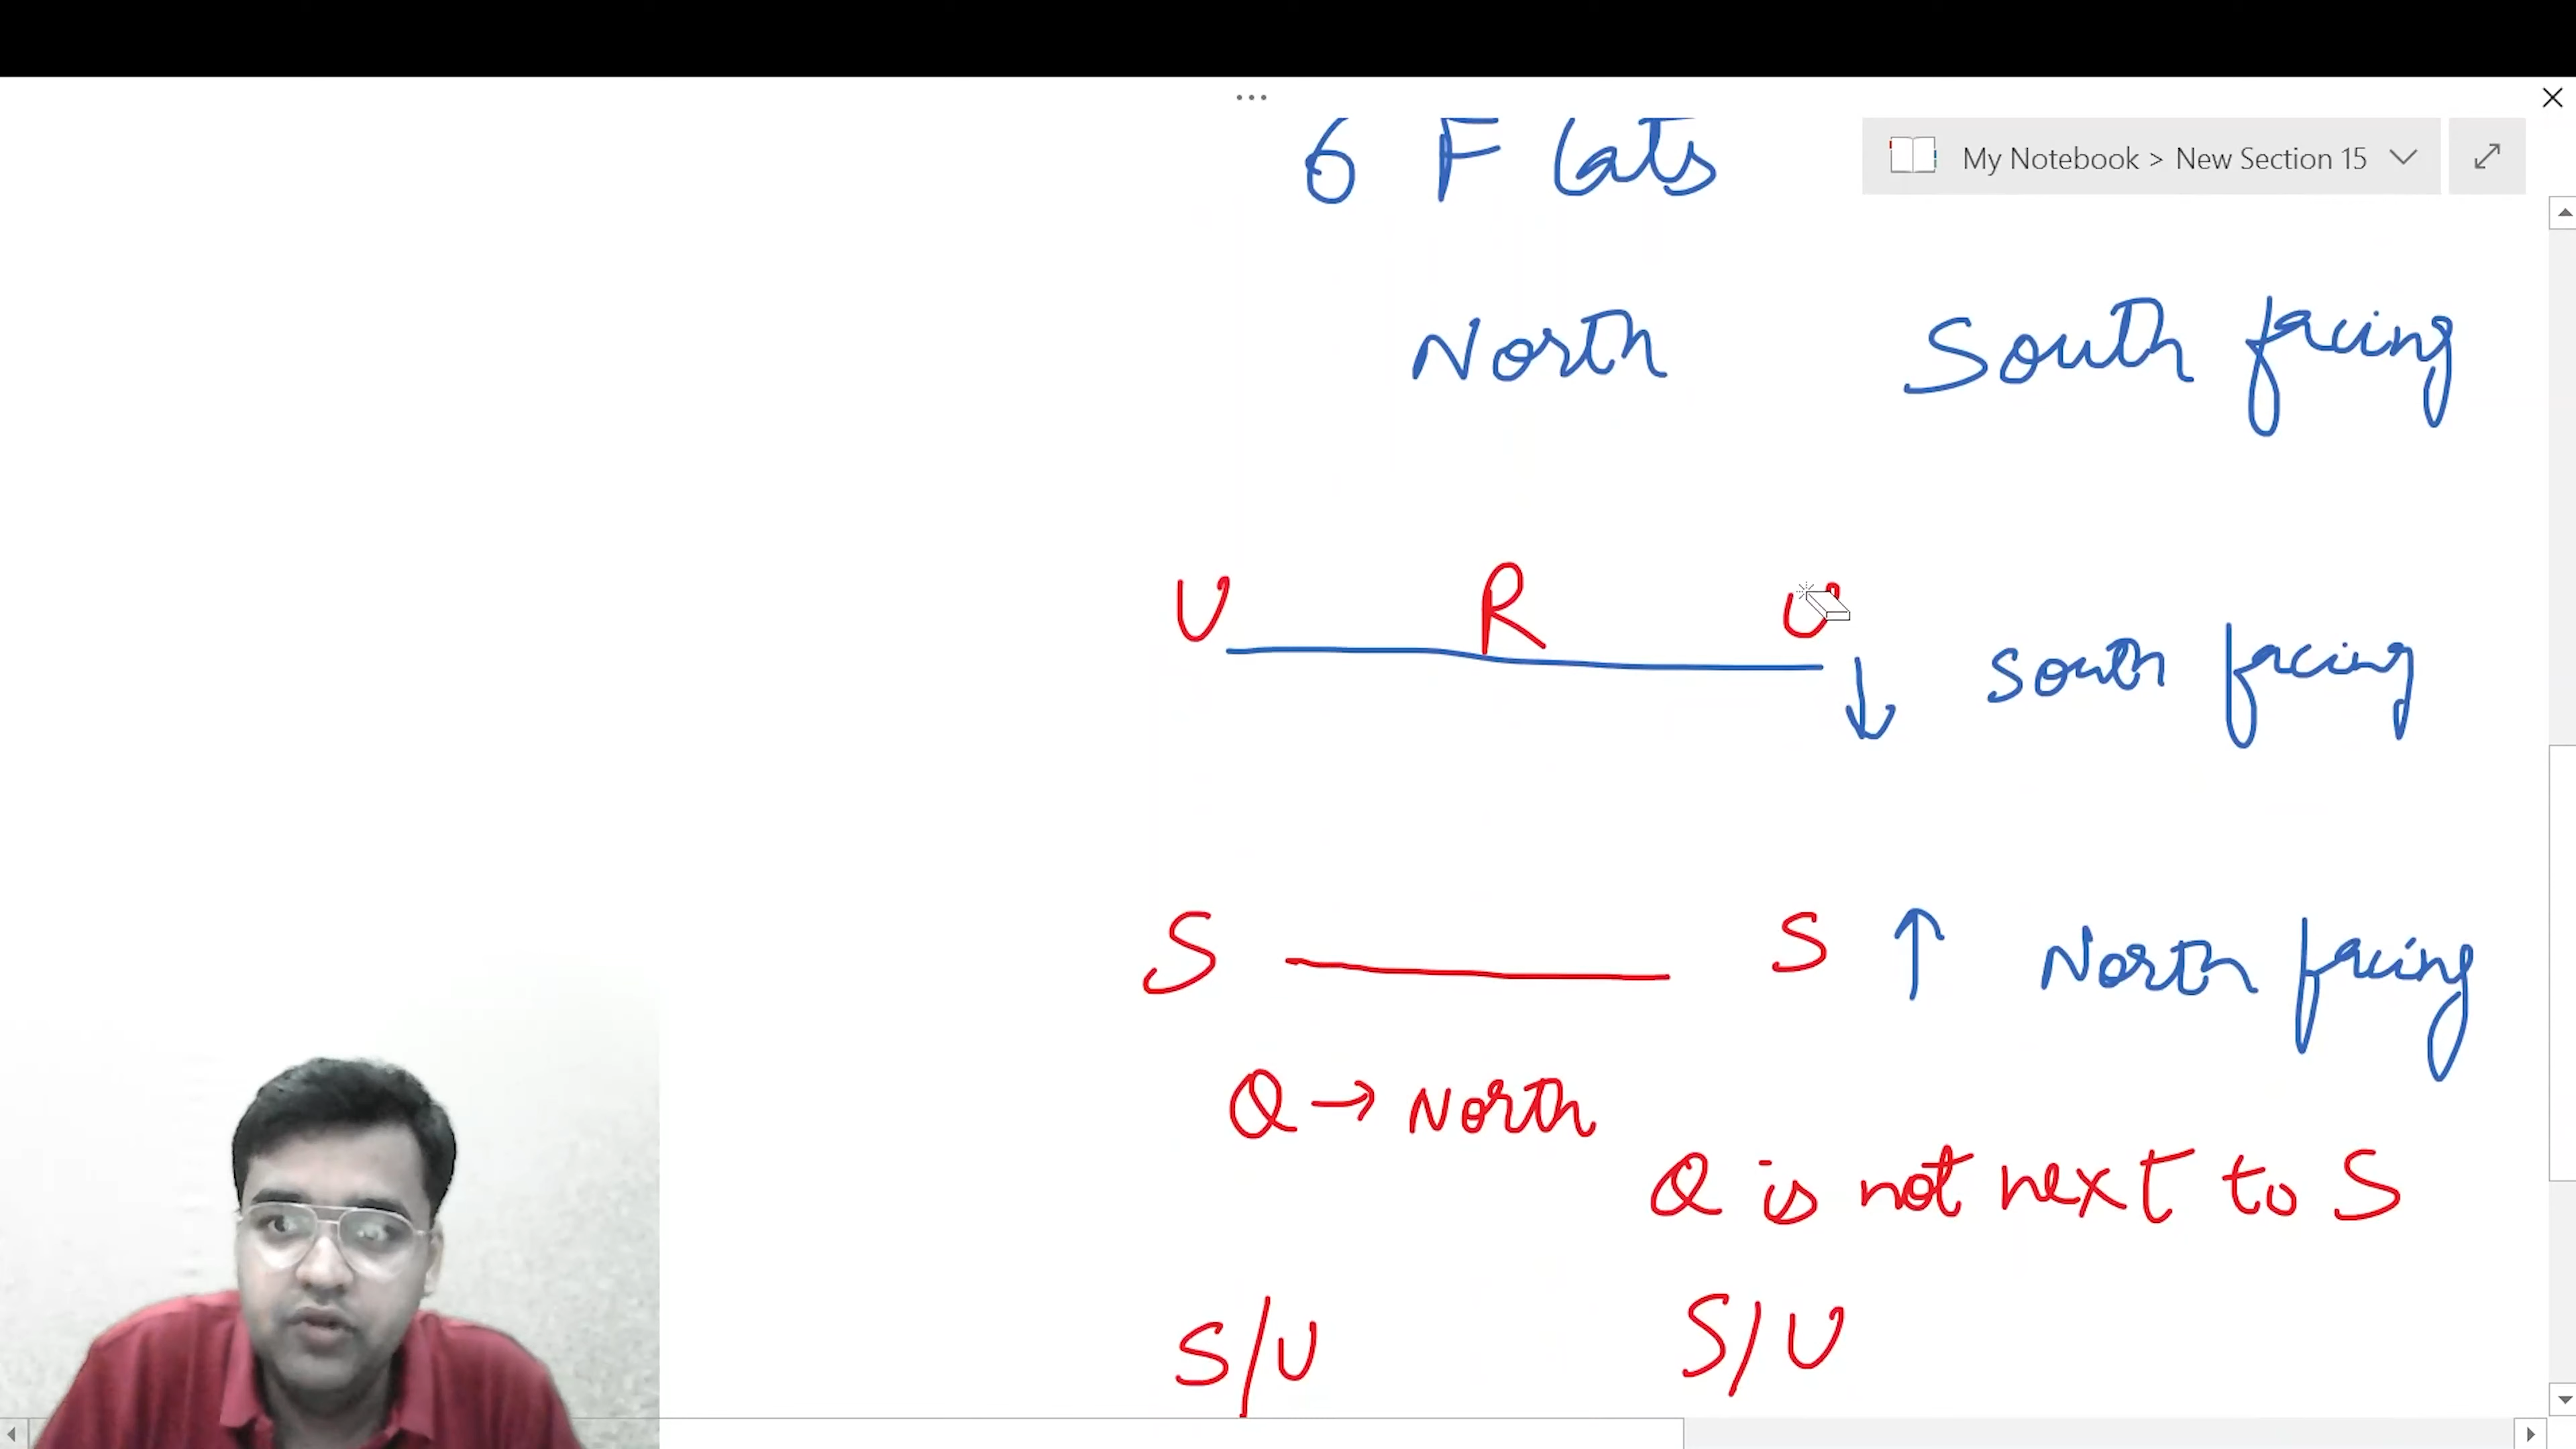 6 Flats
My Notebook > New Section 15
North South facing
U R U
South facing
S S North facing
Q → North
Q is not next to S
S/U S/U